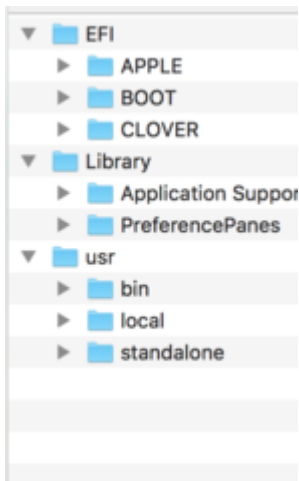 EFI
APPLE
BOOT
CLOVER
Library
Application Suppor
PreferencePanes
usr
bin
local
standalone